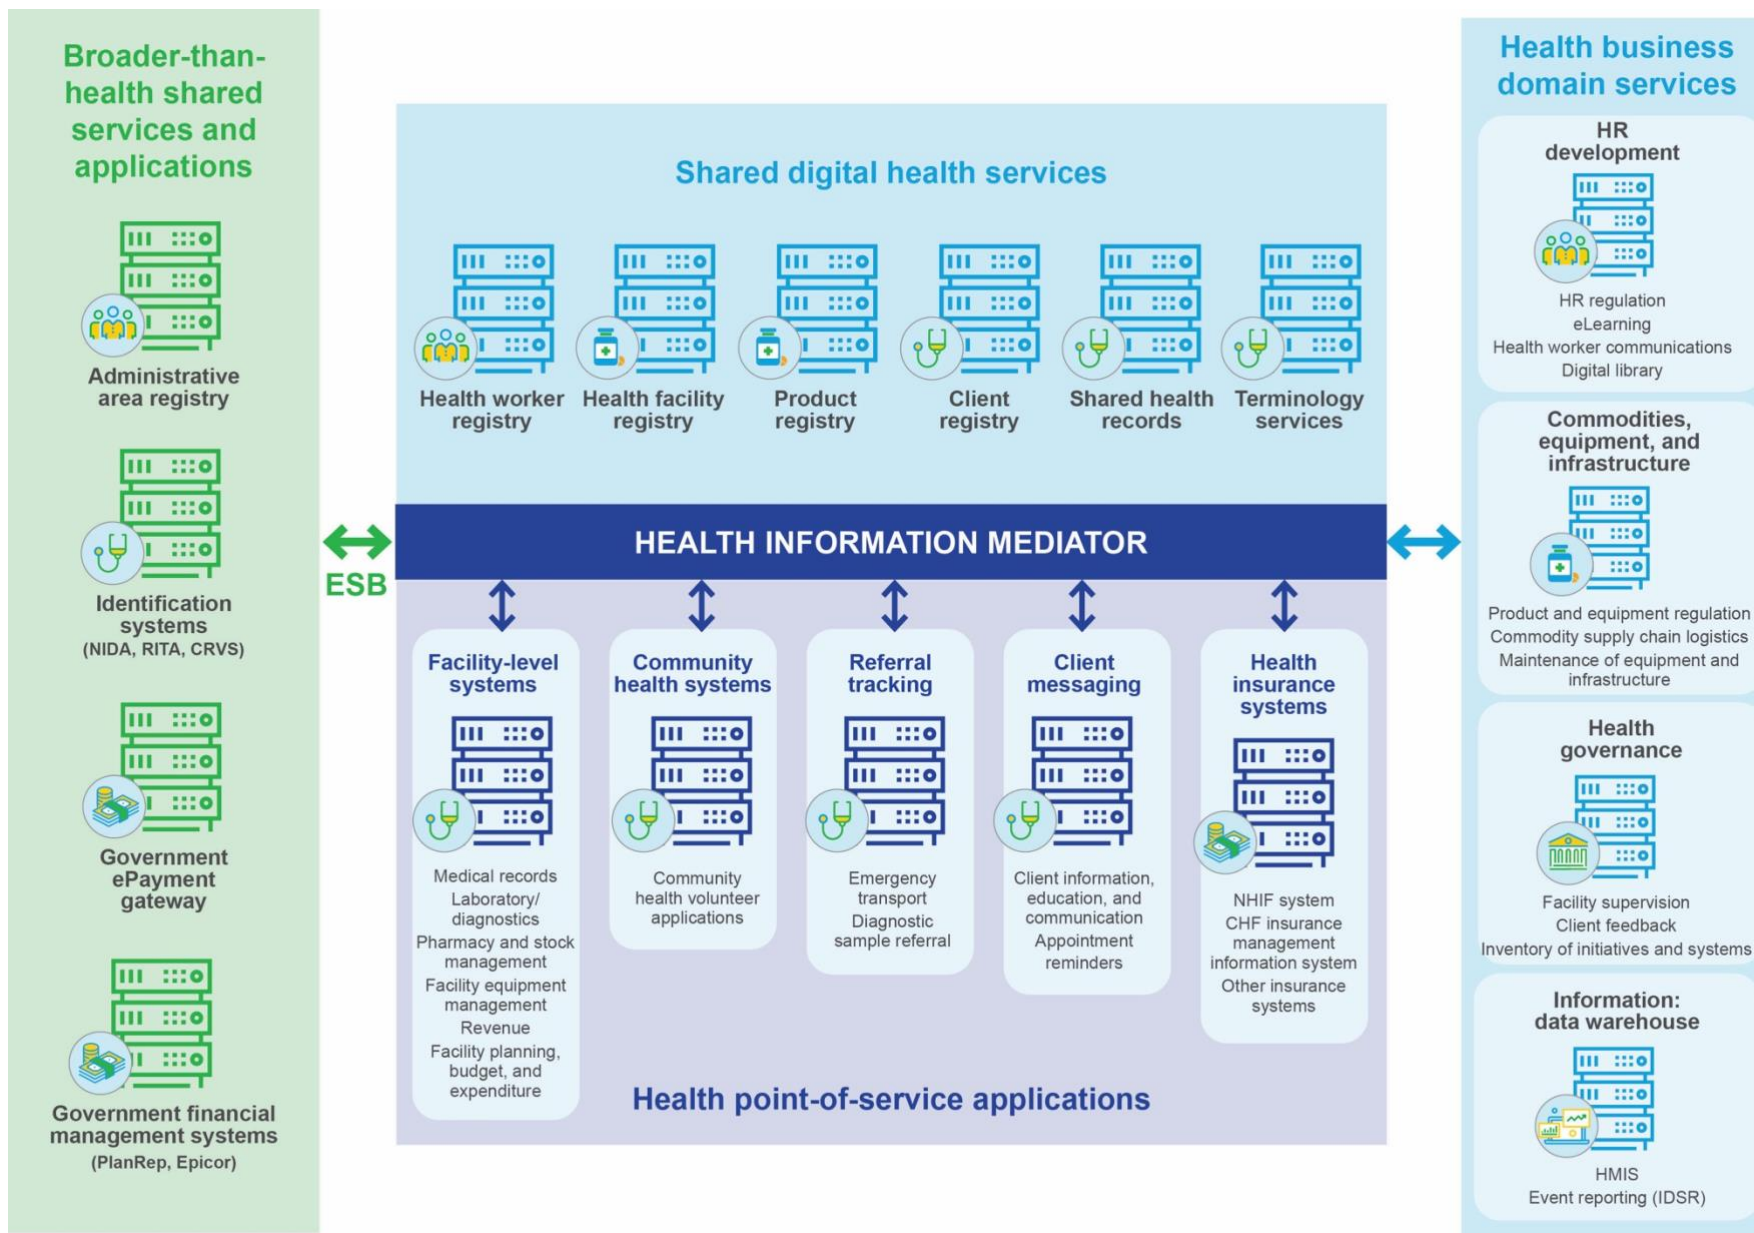 Broader-than-
health shared
services and
applications
Administrative
area registry
Identification
systems
(NIDA, RITA, CRVS)
Government
ePayment
gateway
Government financial
management systems
(PlanRep, Epicor)
ESB
Shared digital health services
Health worker
registry
Health facility
registry
Product
registry
Client
registry
Shared health
records
Terminology
services
HEALTH INFORMATION MEDIATOR
Facility-level
systems
Medical records
Laboratory/
diagnostics
Pharmacy and stock
management
Facility equipment
management
Revenue
Facility planning,
budget, and
expenditure
Community
health systems
Community
health volunteer
applications
Referral
tracking
Emergency
transport
Diagnostic
sample referral
Client
messaging
Client information,
education, and
communication
Appointment
reminders
Health
insurance
systems
NHIF system
CHF insurance
management
information system
Other insurance
systems
Health point-of-service applications
Health business
domain services
HR
development
HR regulation
eLearning
Health worker communications
Digital library
Commodities,
equipment, and
infrastructure
Product and equipment regulation
Commodity supply chain logistics
Maintenance of equipment and
infrastructure
Health
governance
Facility supervision
Client feedback
Inventory of initiatives and systems
Information:
data warehouse
HMIS
Event reporting (IDSR)